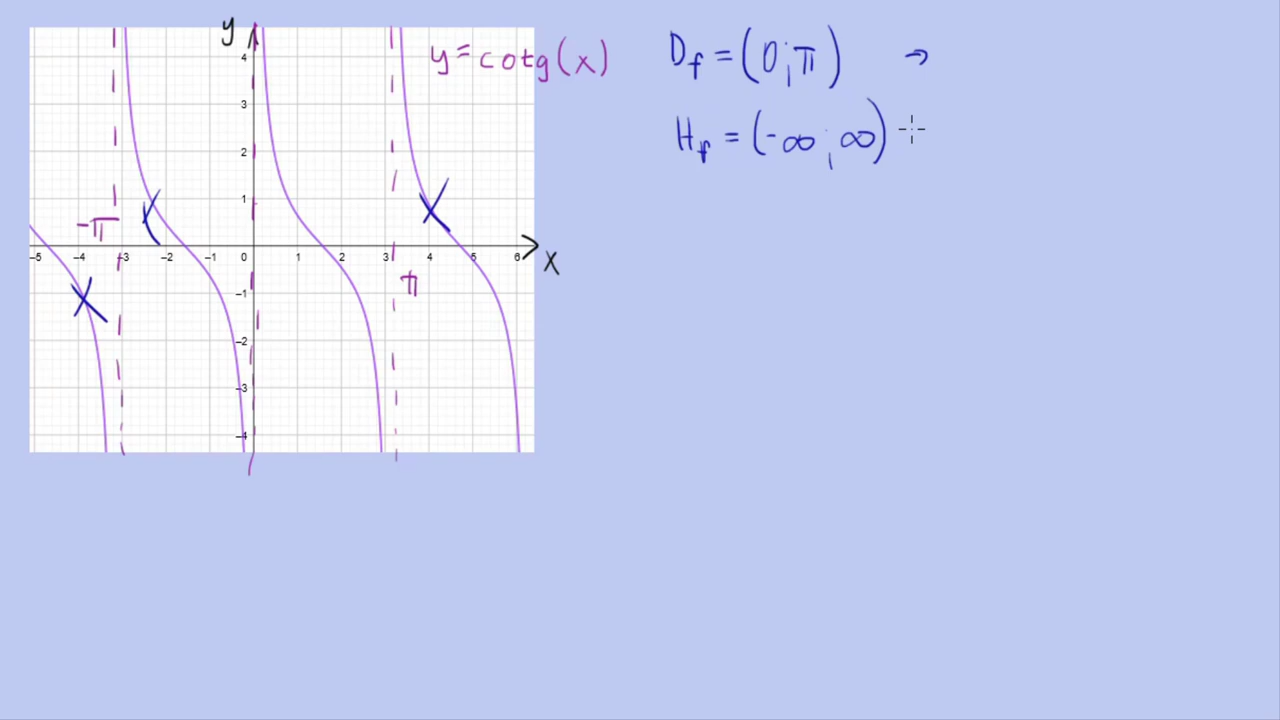 y
y = cotg(x)
D_f = (0; π) →
H_f = (-∞; ∞)
4
3
2
1
-π
-5 -4 -3 -2 -1 0 1 2 3 4 5 6
x
π
-1
-2
-3
-4